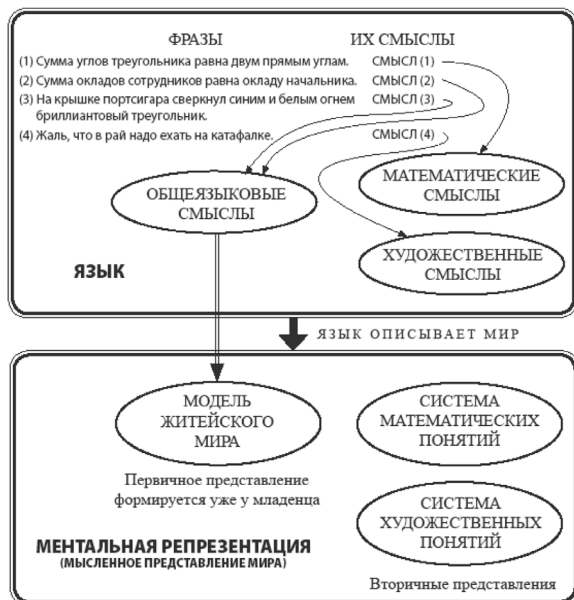 ФРАЗЫ ИХ СМЫСЛЫ
(1) Сумма углов треугольника равна двум прямым углам. СМЫСЛ (1)
(2) Сумма окладов сотрудников равна окладу начальника. СМЫСЛ (2)
(3) На крышке портсигара сверкнул синим и белым огнем СМЫСЛ (3)
бриллиантовый треугольник.
(4) Жаль, что в рай надо ехать на катафалке. СМЫСЛ (4)
ОБЩЕЯЗЫКОВЫЕ
СМЫСЛЫ
МАТЕМАТИЧЕСКИЕ
СМЫСЛЫ
ХУДОЖЕСТВЕННЫЕ
СМЫСЛЫ
ЯЗЫК
ЯЗЫК ОПИСЫВАЕТ МИР
МОДЕЛЬ
ЖИТЕЙСКОГО
МИРА
СИСТЕМА
МАТЕМАТИЧЕСКИХ
ПОНЯТИЙ
Первичное представление
формируется уже у младенца
СИСТЕМА
ХУДОЖЕСТВЕННЫХ
ПОНЯТИЙ
МЕНТАЛЬНАЯ РЕПРЕЗЕНТАЦИЯ
(МЫСЛЕННОЕ ПРЕДСТАВЛЕНИЕ МИРА)
Вторичные представления